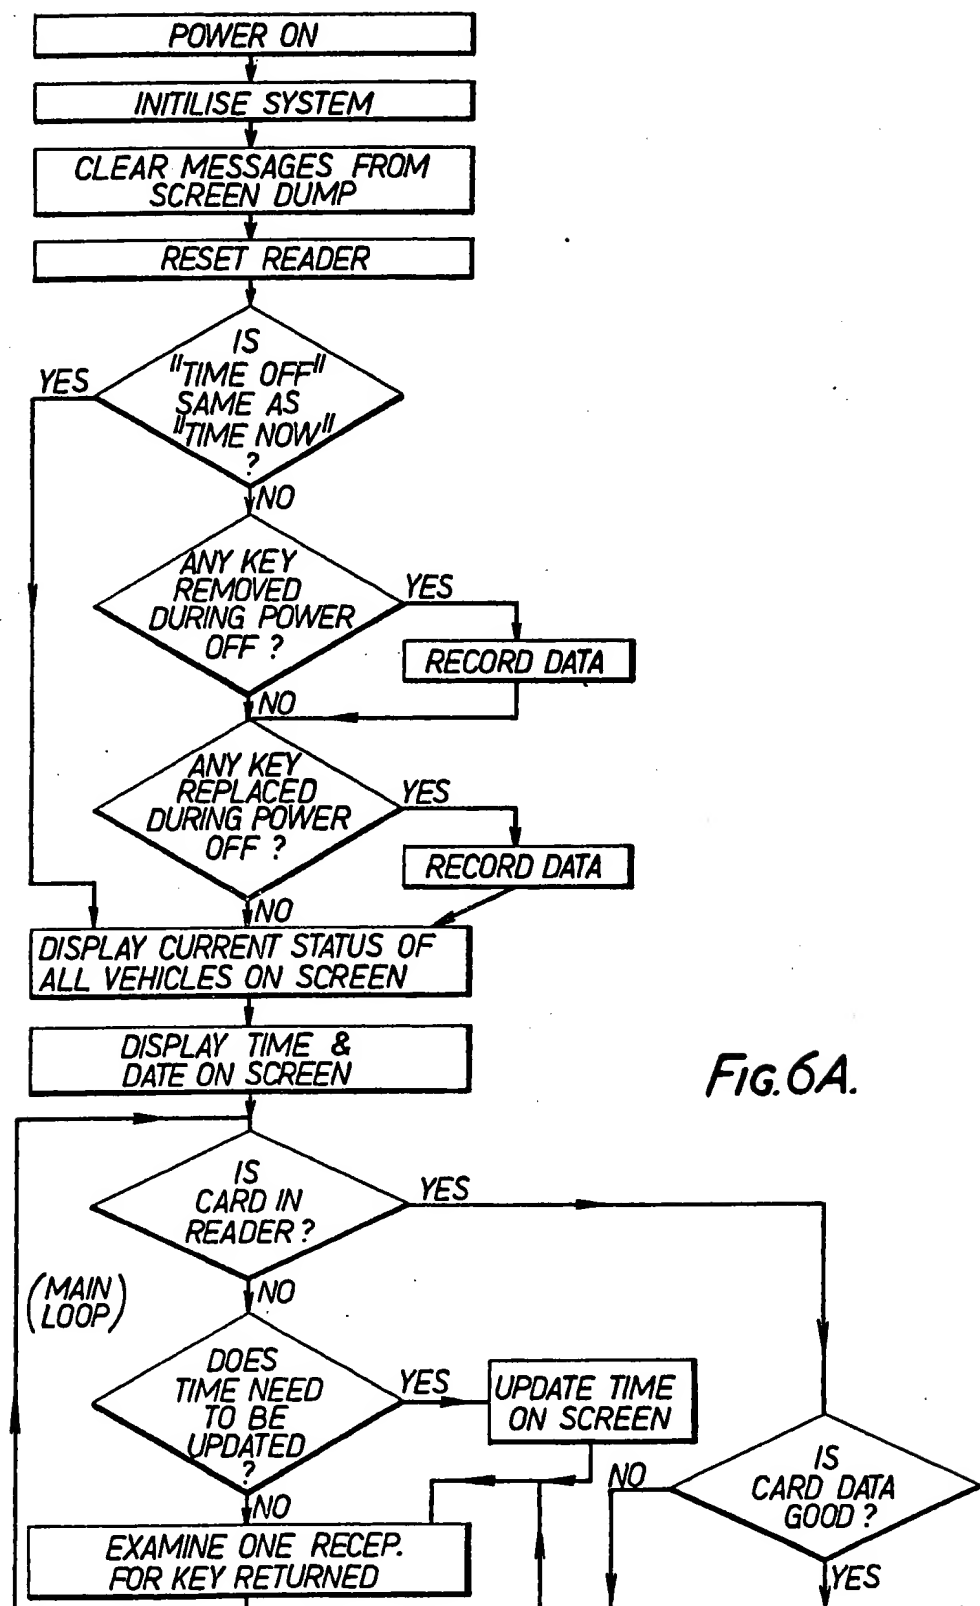 POWER ON
INITILISE SYSTEM
CLEAR MESSAGES FROM
SCREEN DUMP
RESET READER
IS
"TIME OFF"
SAME AS
"TIME NOW"
?
YES
NO
ANY KEY
REMOVED
DURING POWER
OFF ?
YES
RECORD DATA
NO
ANY KEY
REPLACED
DURING POWER
OFF ?
YES
RECORD DATA
NO
DISPLAY CURRENT STATUS OF
ALL VEHICLES ON SCREEN
DISPLAY TIME &
DATE ON SCREEN
FIG. 6A.
IS
CARD IN
READER ?
YES
NO
(MAIN
LOOP)
DOES
TIME NEED
TO BE
UPDATED
?
YES
UPDATE TIME
ON SCREEN
NO
IS
CARD DATA
GOOD ?
NO
YES
EXAMINE ONE RECEP.
FOR KEY RETURNED